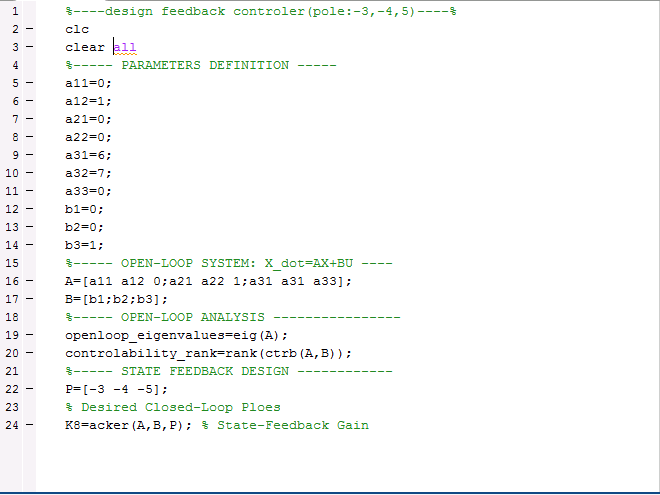 1 %----design feedback controler(pole:-3,-4,5)----%
2 — clc
3 — clear all
4 %----- PARAMETERS DEFINITION -----
5 — a11=0;
6 — a12=1;
7 — a21=0;
8 — a22=0;
9 — a31=6;
10 — a32=7;
11 — a33=0;
12 — b1=0;
13 — b2=0;
14 — b3=1;
15 %----- OPEN-LOOP SYSTEM: X_dot=AX+BU ----
16 — A=[a11 a12 0;a21 a22 1;a31 a31 a33];
17 — B=[b1;b2;b3];
18 %----- OPEN-LOOP ANALYSIS ----------------
19 — openloop_eigenvalues=eig(A);
20 — controlability_rank=rank(ctrb(A,B));
21 %----- STATE FEEDBACK DESIGN ------------
22 — P=[-3 -4 -5];
23 % Desired Closed-Loop Ploes
24 — K8=acker(A,B,P); % State-Feedback Gain